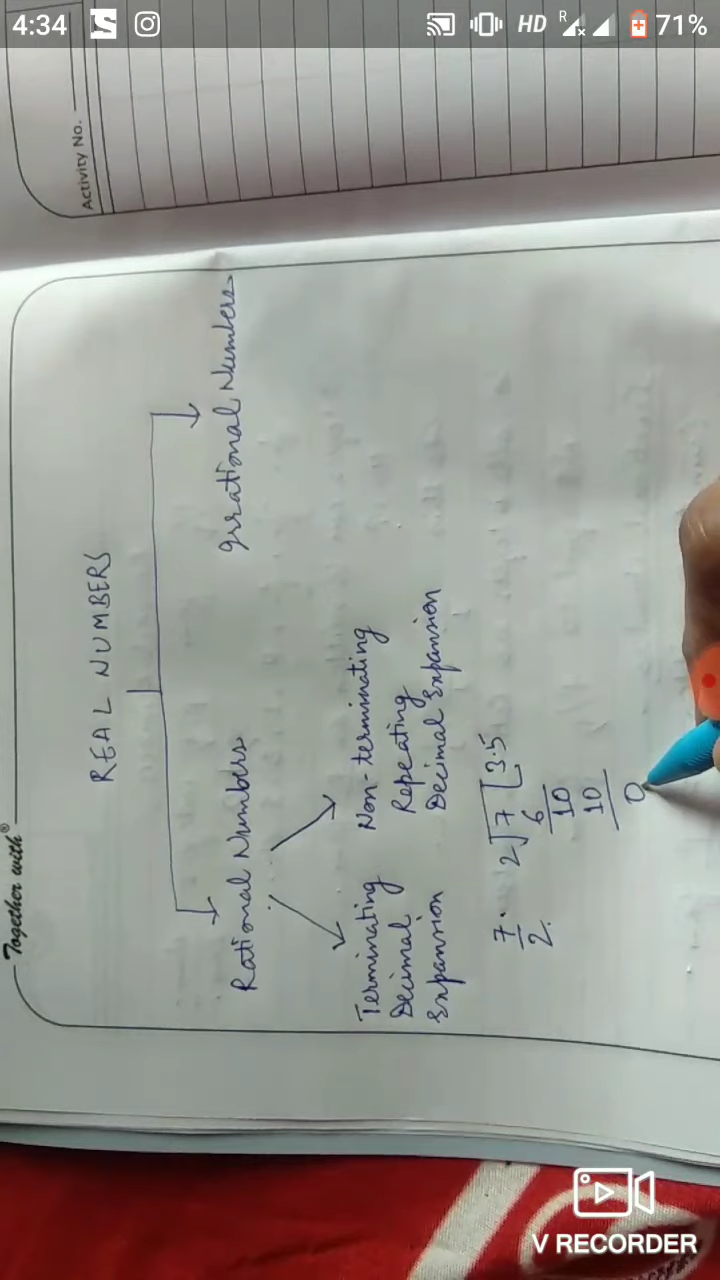 4:34
HD R 71%
Activity No.
Together with®
REAL NUMBERS
Rational Numbers
Irrational Numbers
Terminating
Decimal
Expansion
Non-terminating
Repeating
Decimal Expansion
7
2
2 7 3.5
6
10
10
0
V RECORDER